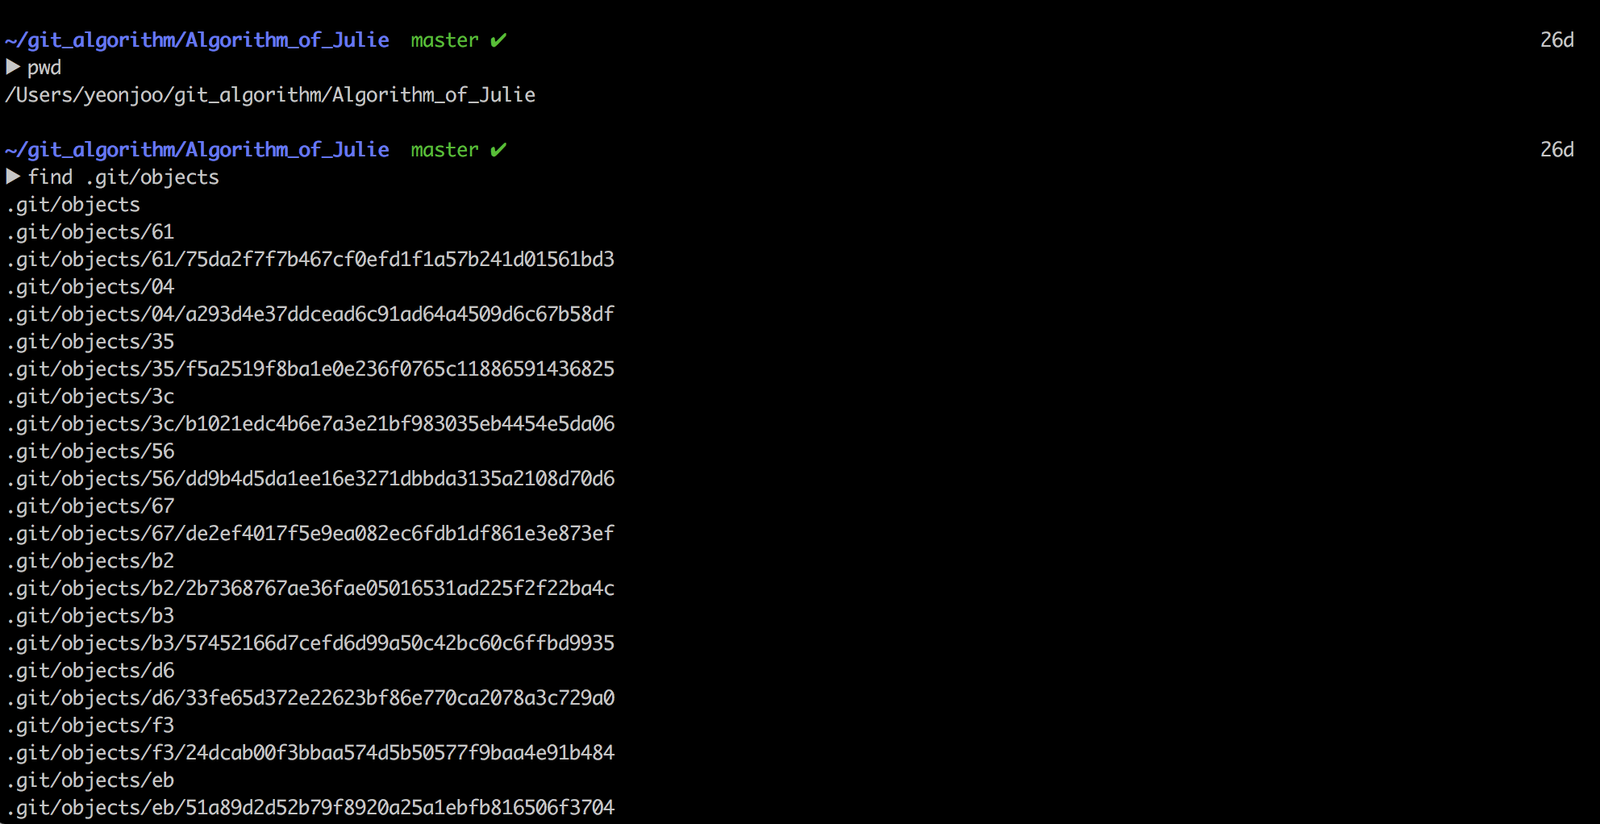 ~/git_algorithm/Algorithm_of_Julie master ✔ 26d
▶ pwd
/Users/yeonjoo/git_algorithm/Algorithm_of_Julie
~/git_algorithm/Algorithm_of_Julie master ✔ 26d
▶ find .git/objects
.git/objects
.git/objects/61
.git/objects/61/75da2f7f7b467cf0efd1f1a57b241d01561bd3
.git/objects/04
.git/objects/04/a293d4e37ddcead6c91ad64a4509d6c67b58df
.git/objects/35
.git/objects/35/f5a2519f8ba1e0e236f0765c11886591436825
.git/objects/3c
.git/objects/3c/b1021edc4b6e7a3e21bf983035eb4454e5da06
.git/objects/56
.git/objects/56/dd9b4d5da1ee16e3271dbbda3135a2108d70d6
.git/objects/67
.git/objects/67/de2ef4017f5e9ea082ec6fdb1df861e3e873ef
.git/objects/b2
.git/objects/b2/2b7368767ae36fae05016531ad225f2f22ba4c
.git/objects/b3
.git/objects/b3/57452166d7cefd6d99a50c42bc60c6ffbd9935
.git/objects/d6
.git/objects/d6/33fe65d372e22623bf86e770ca2078a3c729a0
.git/objects/f3
.git/objects/f3/24dcab00f3bbaa574d5b50577f9baa4e91b484
.git/objects/eb
.git/objects/eb/51a89d2d52b79f8920a25a1ebfb816506f3704